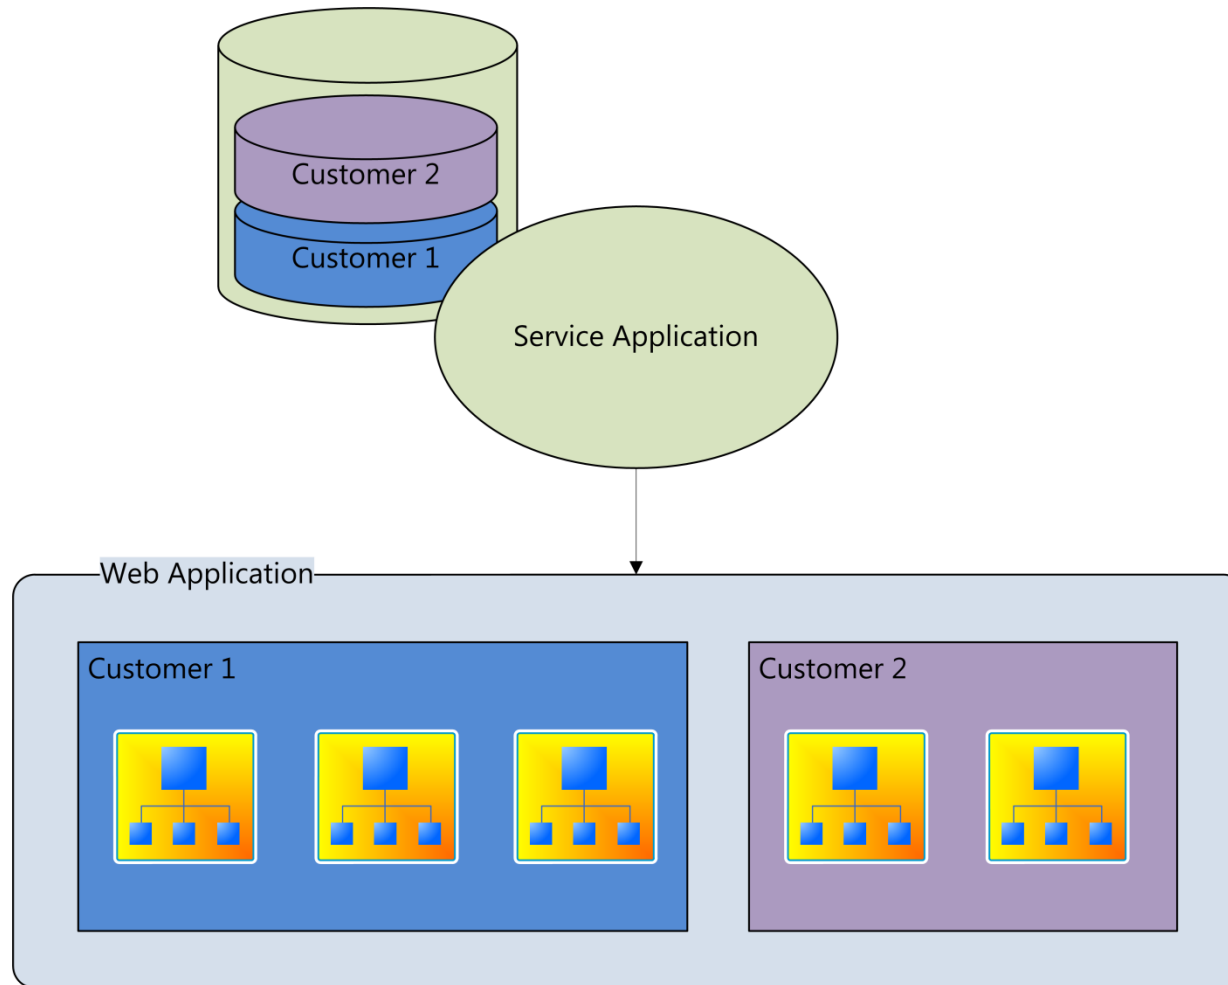 Customer 2
Customer 1
Service Application
Web Application
Customer 1
Customer 2